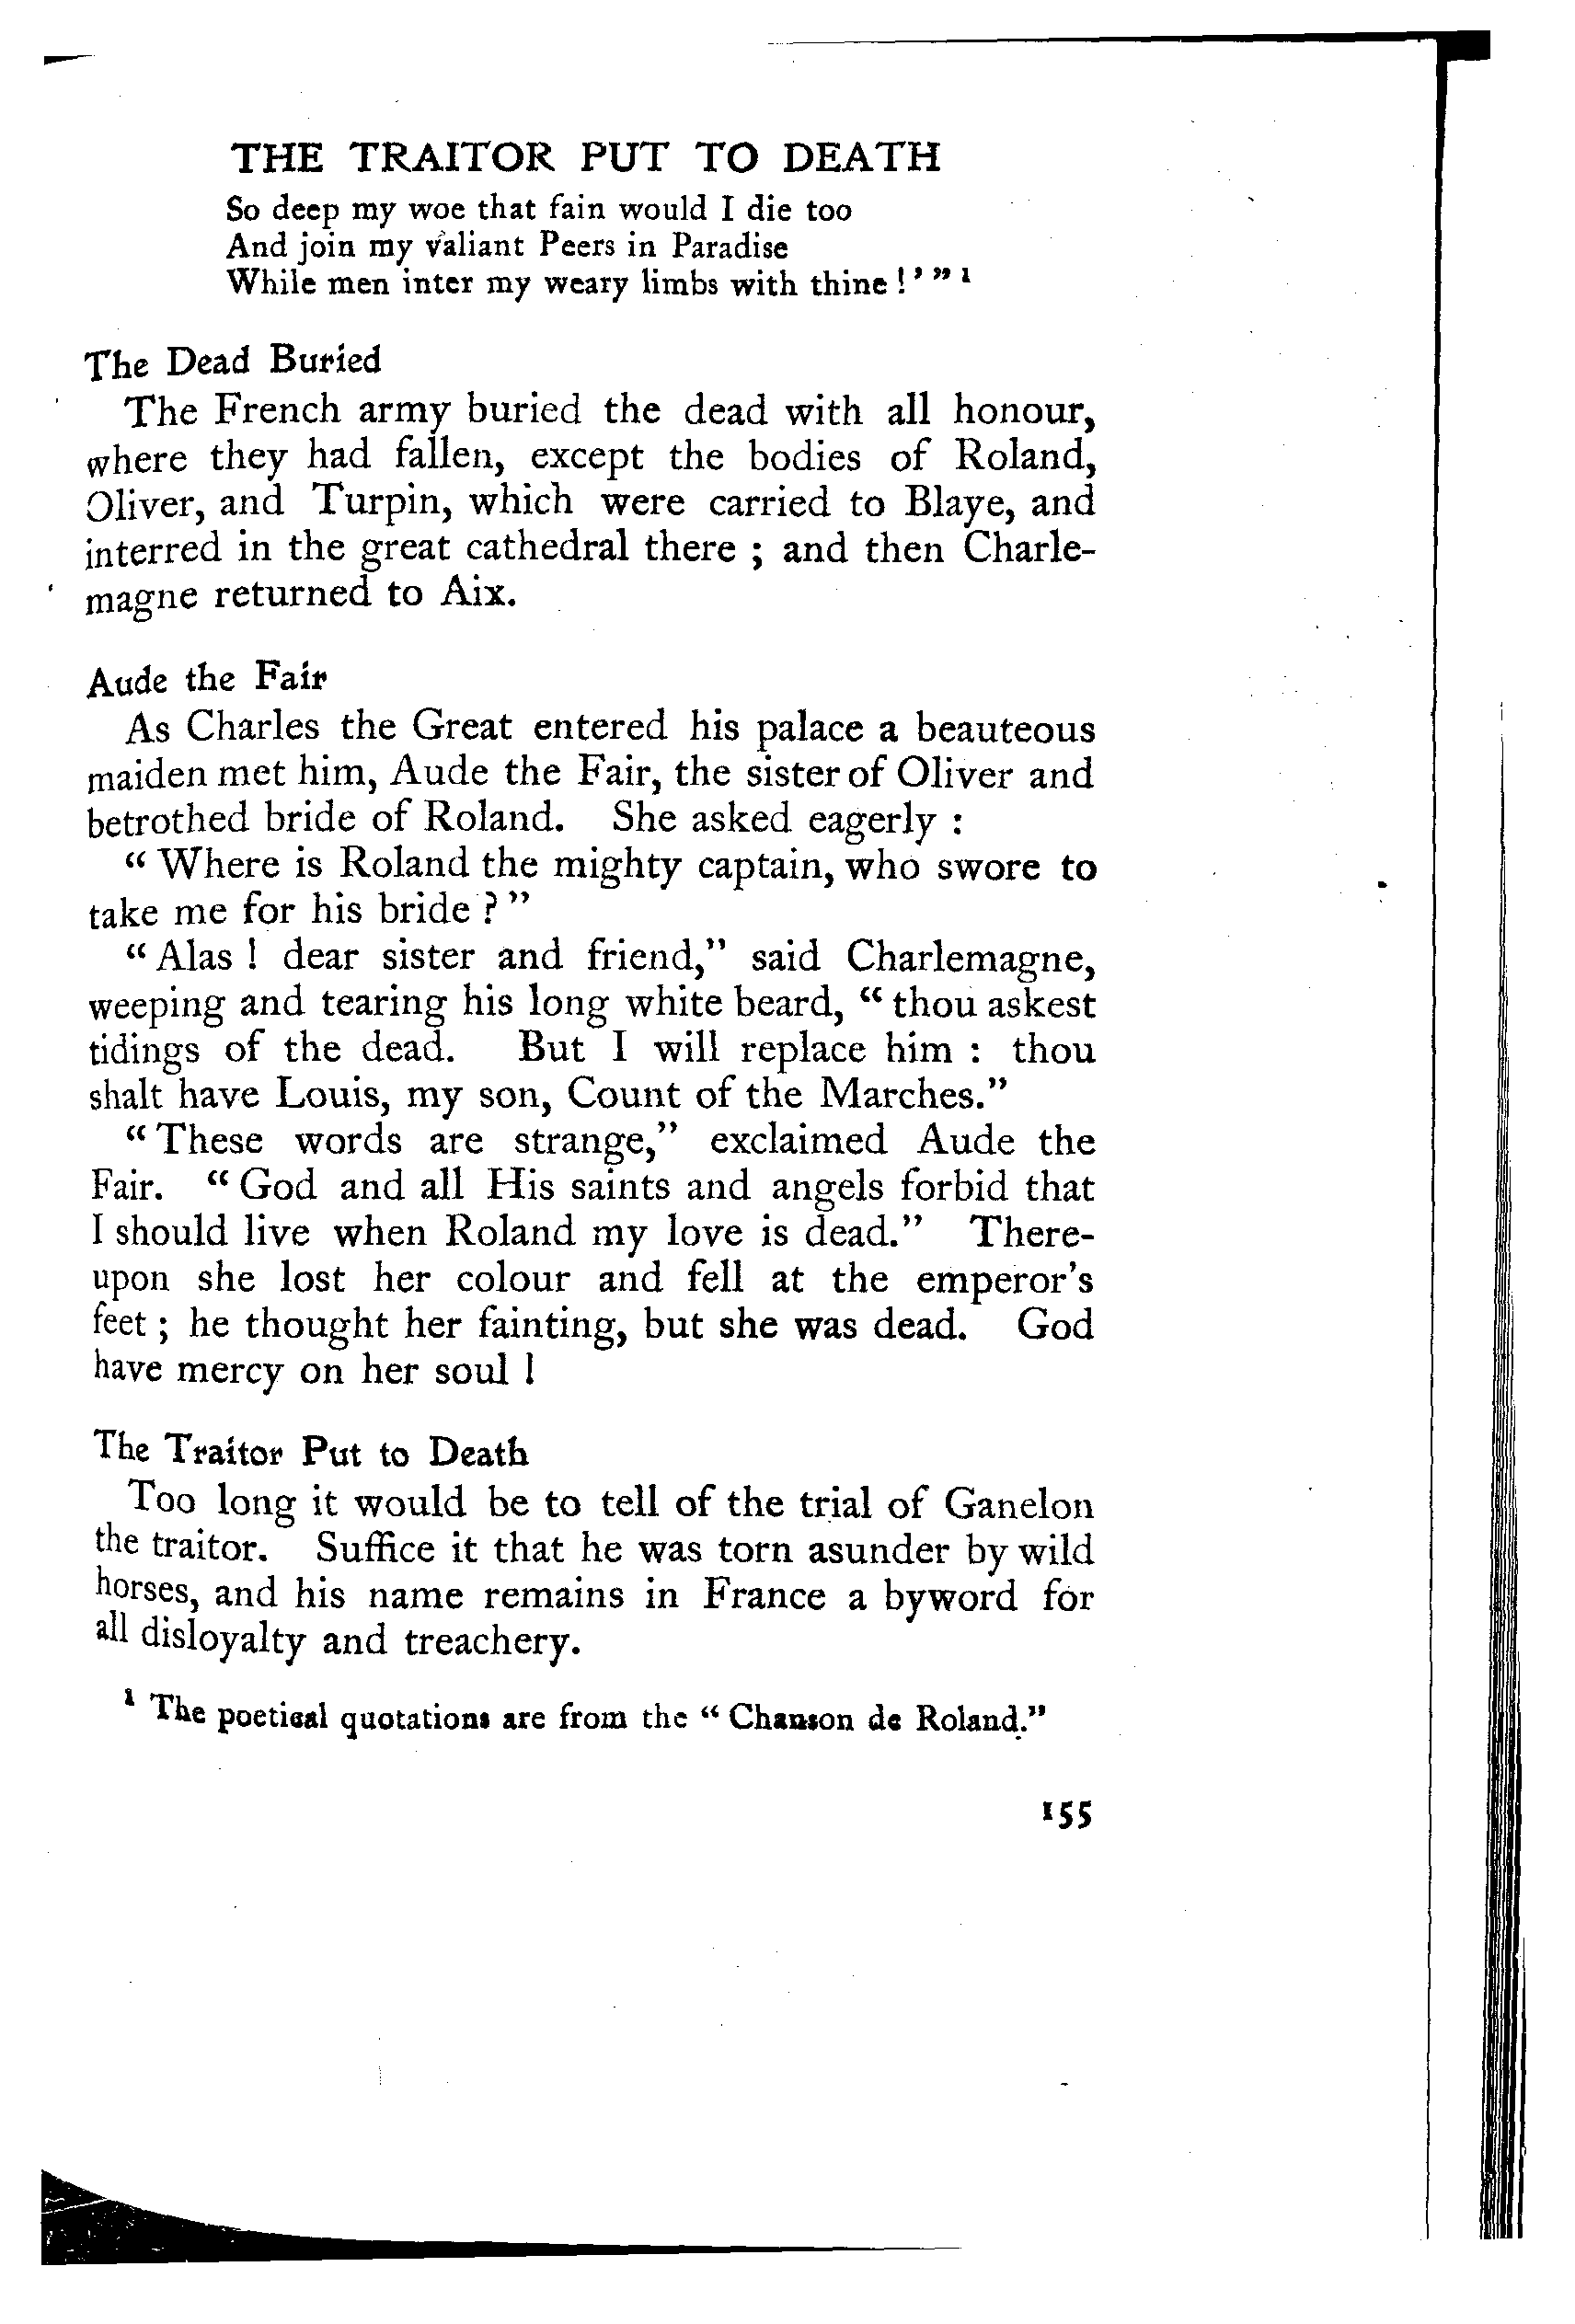 THE TRAITOR PUT TO DEATH
So deep my woe that fain would I die too
And join my valiant Peers in Paradise
While men inter my weary limbs with thine !' " 1
The Dead Buried
The French army buried the dead with all honour,
where they had fallen, except the bodies of Roland,
Oliver, and Turpin, which were carried to Blaye, and
interred in the great cathedral there ; and then Charle-
magne returned to Aix.
Aude the Fair
As Charles the Great entered his palace a beauteous
maiden met him, Aude the Fair, the sister of Oliver and
betrothed bride of Roland. She asked eagerly :
" Where is Roland the mighty captain, who swore to
take me for his bride ? "
" Alas ! dear sister and friend," said Charlemagne,
weeping and tearing his long white beard, " thou askest
tidings of the dead. But I will replace him : thou
shalt have Louis, my son, Count of the Marches."
" These words are strange," exclaimed Aude the
Fair. " God and all His saints and angels forbid that
I should live when Roland my love is dead." There-
upon she lost her colour and fell at the emperor's
feet ; he thought her fainting, but she was dead. God
have mercy on her soul !
The Traitor Put to Death
Too long it would be to tell of the trial of Ganelon
the traitor. Suffice it that he was torn asunder by wild
horses, and his name remains in France a byword for
all disloyalty and treachery.
1 The poetical quotations are from the " Chanson de Roland."
155